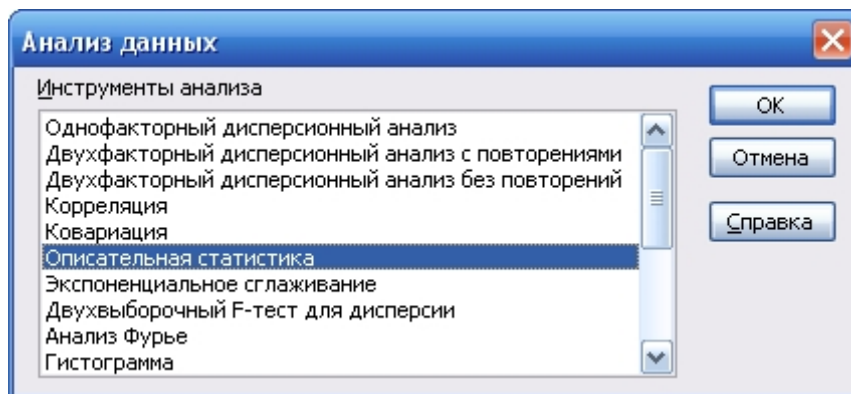 Анализ данных
Инструменты анализа
Однофакторный дисперсионный анализ
Двухфакторный дисперсионный анализ с повторениями
Двухфакторный дисперсионный анализ без повторений
Корреляция
Ковариация
Описательная статистика
Экспоненциальное сглаживание
Двухвыборочный F-тест для дисперсии
Анализ Фурье
Гистограмма
ОК
Отмена
Справка